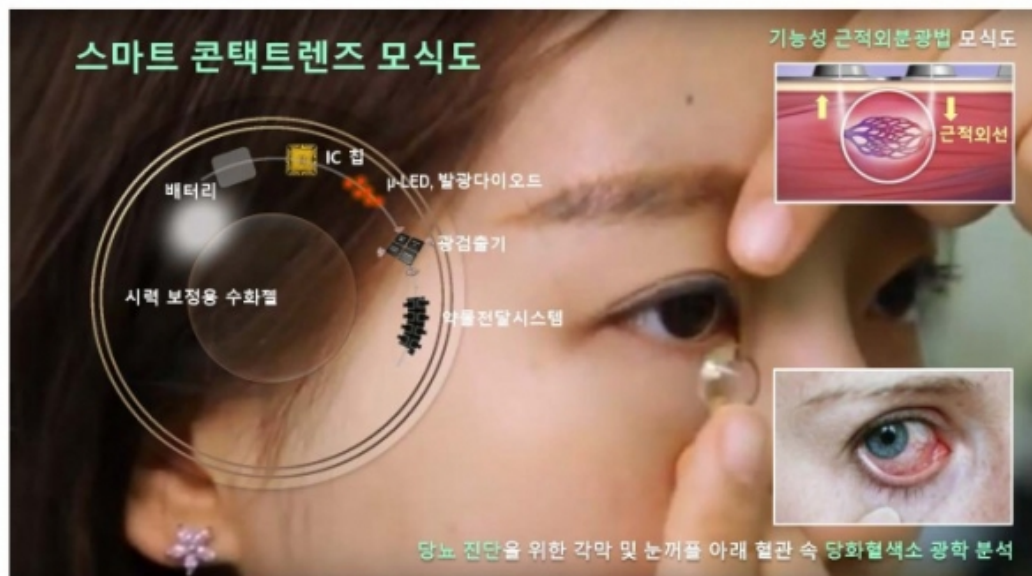 스마트 콘택트렌즈 모식도
기능성 근적외분광법 모식도
근적외선
IC 칩
배터리
μ-LED, 발광다이오드
광검출기
시력 보정용 수화젤
약물전달시스템
당뇨 진단을 위한 각막 및 눈꺼플 아래 혈관 속 당화혈색소 광학 분석